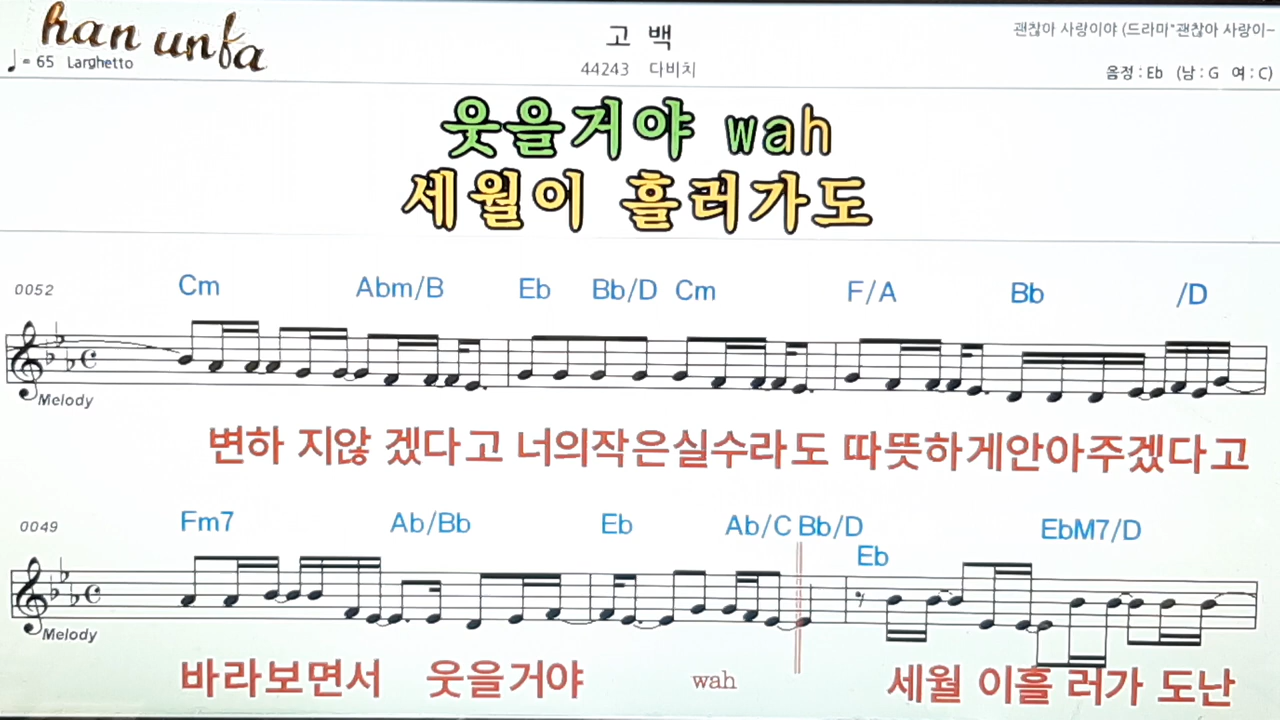 han unfa
♩= 65 Larghetto
고 백
44243 다비치
괜찮아 사랑이야 (드라마"괜찮아 사랑이-
음정 : Eb (남 : G 여 : C)
웃을거야 wah
세월이 흘러가도
0052
Cm Abm/B Eb Bb/D Cm F/A Bb /D
Melody
변하 지않 겠다고 너의작은실수라도 따뜻하게안아주겠다고
0049
Fm7 Ab/Bb Eb Ab/C Bb/D Eb EbM7/D
Melody
바라보면서 웃을거야 wah 세월 이흘 러가 도난